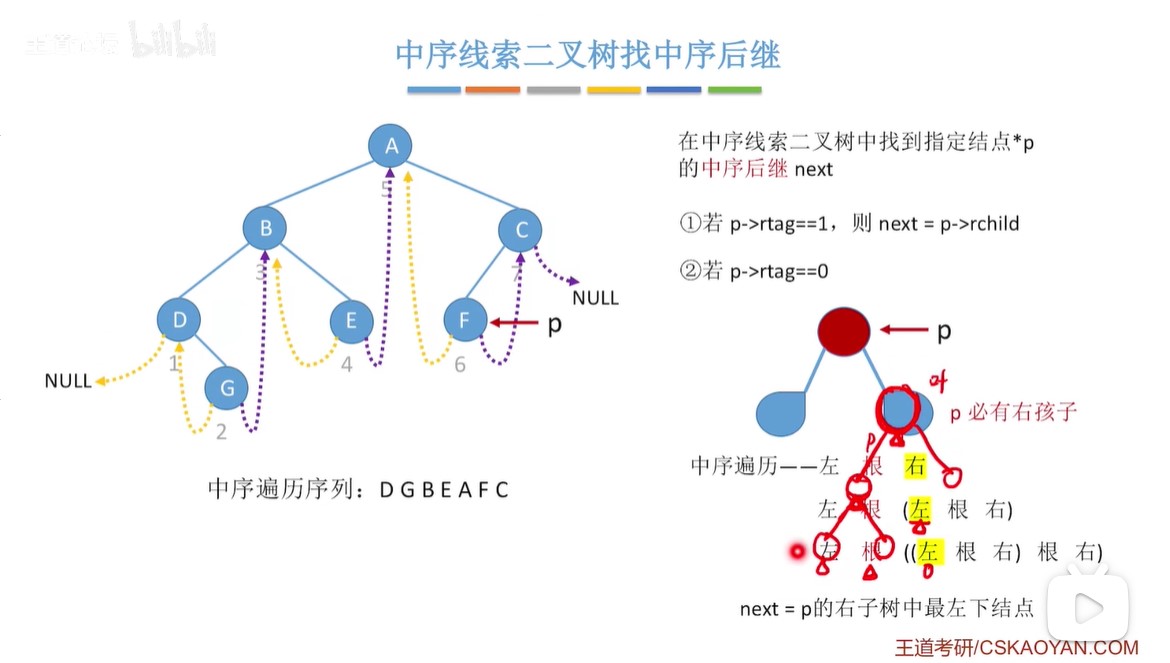 bilibili
中序线索二叉树找中序后继
A
5
B
3
C
7
NULL
D
1
E
4
F
6
p
NULL
G
2
中序遍历序列：D G B E A F C
在中序线索二叉树中找到指定结点*p
的中序后继 next
①若 p->rtag==1，则 next = p->rchild
②若 p->rtag==0
p
p 必有右孩子
p
中序遍历——左 根 右
左 根 (左 根 右)
左 根 ((左 根 右) 根 右)
next = p的右子树中最左下结点
王道考研/CSKAOYAN.COM